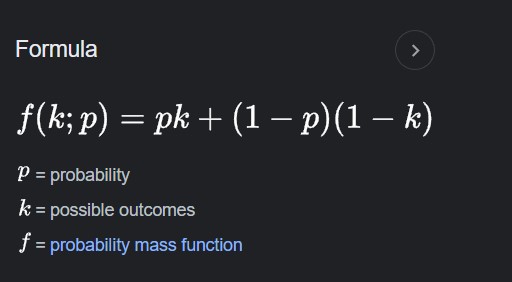 Formula
f(k; p) = pk + (1 − p)(1 − k)
p = probability
k = possible outcomes
f = probability mass function